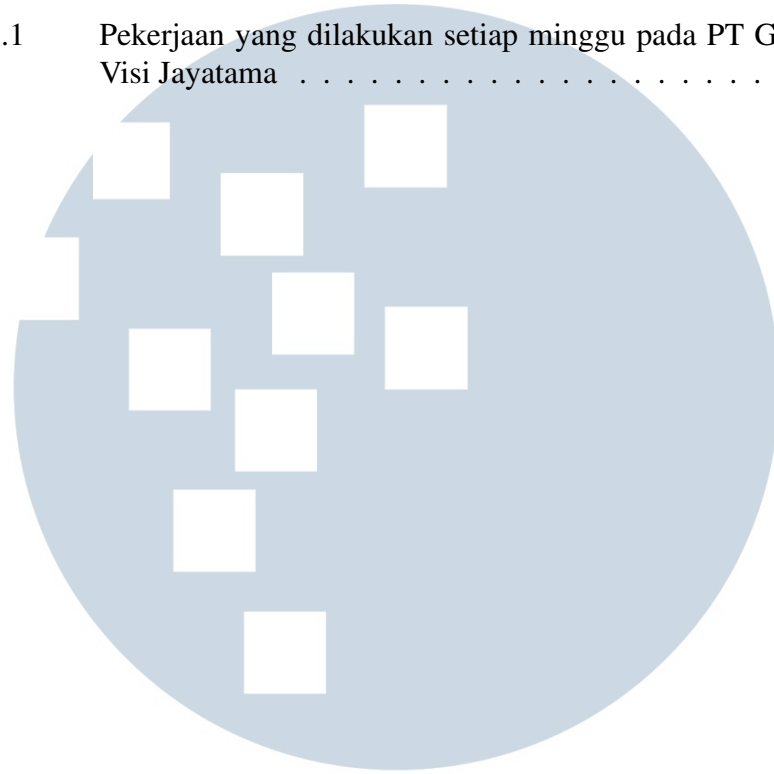 .1 Pekerjaan yang dilakukan setiap minggu pada PT G
Visi Jayatama . . . . . . . . . . . . . . . . . . . . .